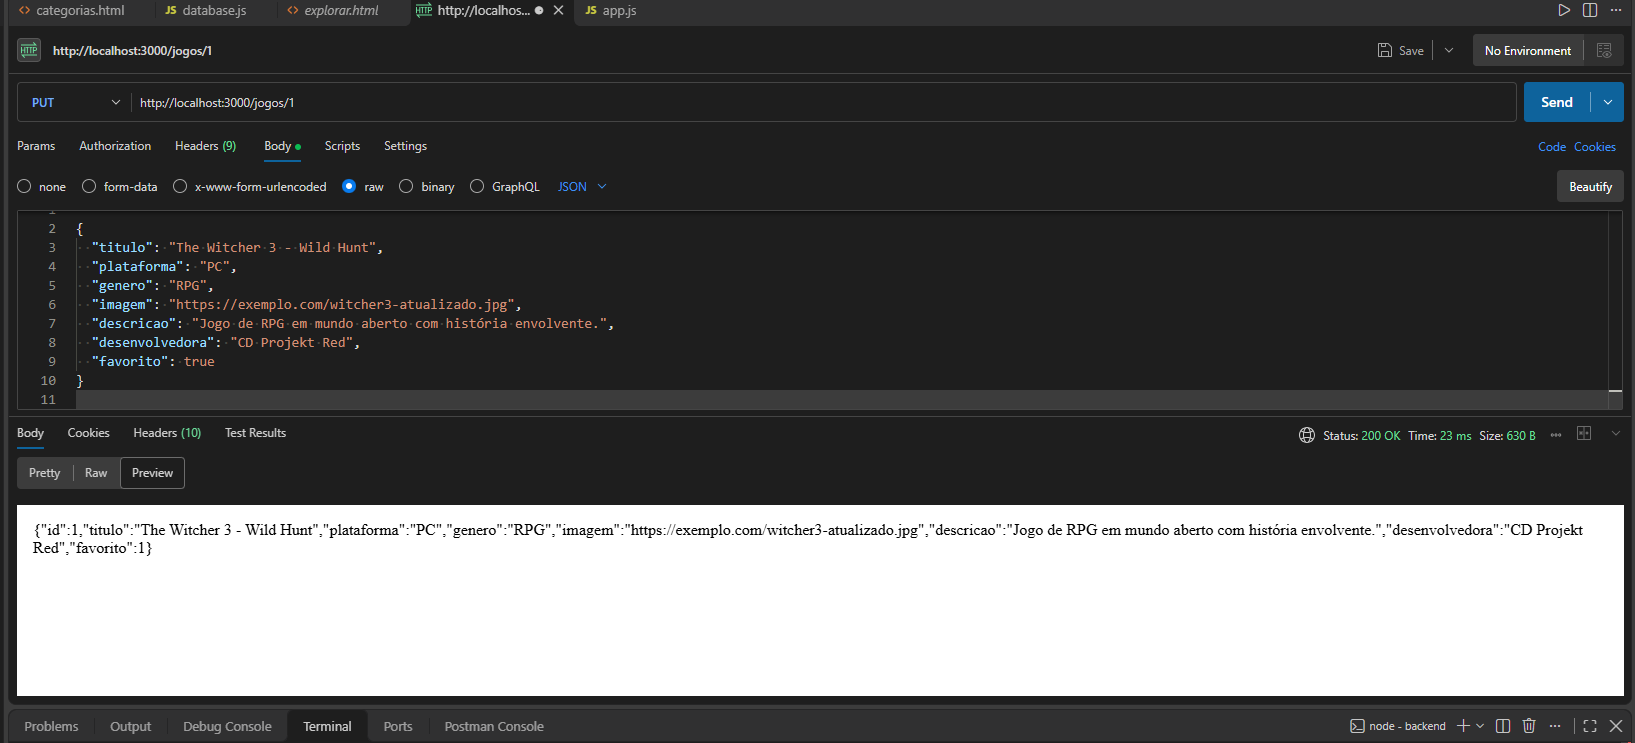 categorias.html JS database.js explorar.html HTTP http://localhos... JS app.js
HTTP http://localhost:3000/jogos/1 Save No Environment
PUT http://localhost:3000/jogos/1 Send
Params Authorization Headers (9) Body Scripts Settings Code Cookies
none form-data x-www-form-urlencoded raw binary GraphQL JSON Beautify
1
2 {
3 "titulo": "The Witcher 3 - Wild Hunt",
4 "plataforma": "PC",
5 "genero": "RPG",
6 "imagem": "https://exemplo.com/witcher3-atualizado.jpg",
7 "descricao": "Jogo de RPG em mundo aberto com história envolvente.",
8 "desenvolvedora": "CD Projekt Red",
9 "favorito": true
10 }
11
Body Cookies Headers (10) Test Results Status: 200 OK Time: 23 ms Size: 630 B
Pretty Raw Preview
{"id":1,"titulo":"The Witcher 3 - Wild Hunt","plataforma":"PC","genero":"RPG","imagem":"https://exemplo.com/witcher3-atualizado.jpg","descricao":"Jogo de RPG em mundo aberto com história envolvente.","desenvolvedora":"CD Projekt
Red","favorito":1}
Problems Output Debug Console Terminal Ports Postman Console node - backend